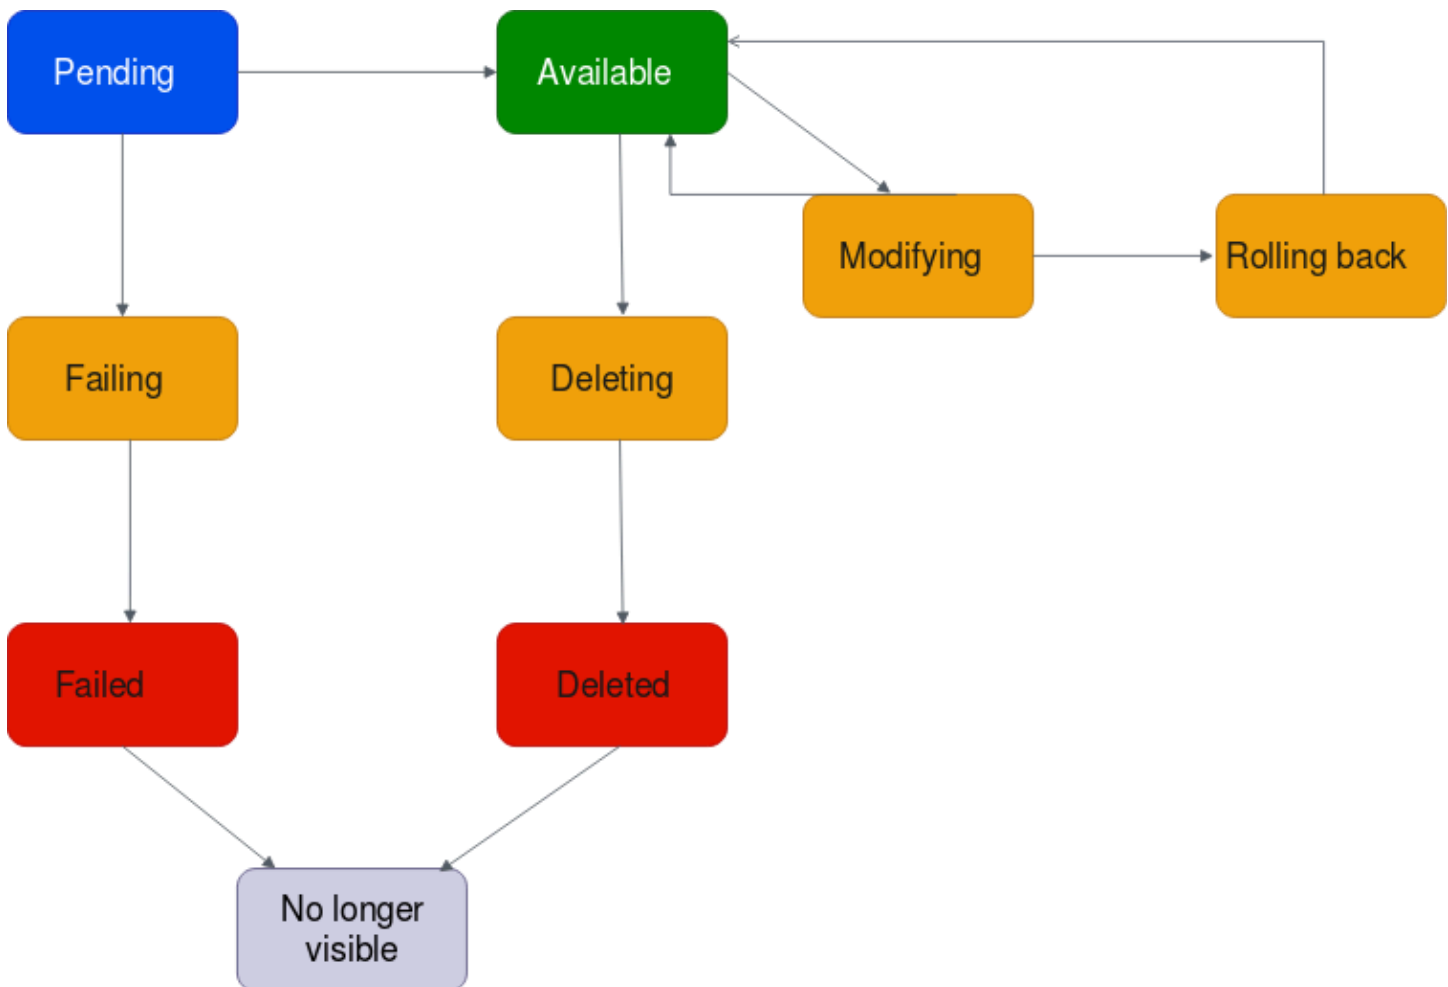 Pending
Available
Modifying
Rolling back
Failing
Deleting
Failed
Deleted
No longer
visible